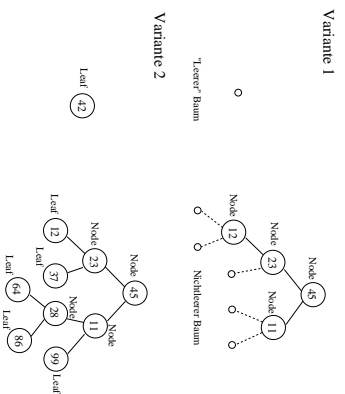 Variante 1
Node
45
Node
23
Node
11
Node
12
"Leerer" Baum
Nichtleerer Baum
Variante 2
Node
45
Node
23
Node
11
Leaf
42
Leaf
12
Leaf
37
Node
28
Leaf
99
Leaf
64
Leaf
86